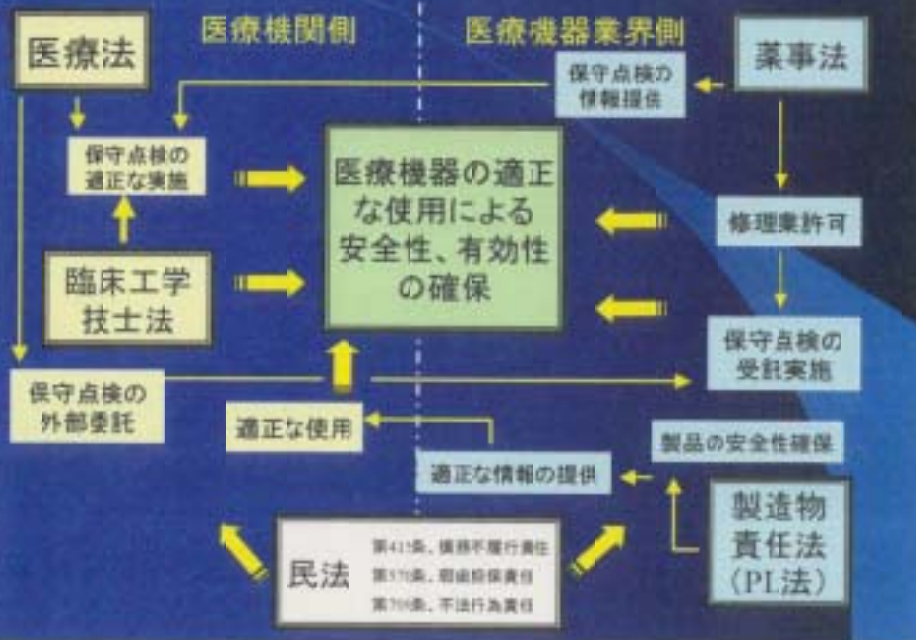 医療機関側
医療機器業界側
医療法
薬事法
保守点検の
情報提供
保守点検の
適正な実施
医療機器の適正
な使用による
安全性、有効性
の確保
修理業許可
臨床工学
技士法
保守点検の
受託実施
保守点検の
外部委託
適正な使用
製品の安全性確保
適正な情報の提供
製造物
責任法
(PL法)
民法
第415条、債務不履行責任
第570条、瑕疵担保責任
第709条、不法行為責任